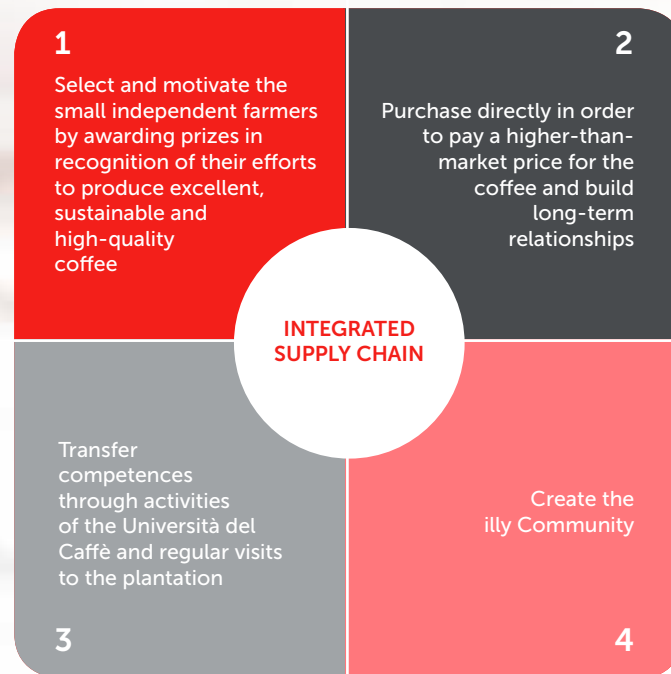 1
Select and motivate the
small independent farmers
by awarding prizes in
recognition of their efforts
to produce excellent,
sustainable and
high-quality
coffee
2
Purchase directly in order
to pay a higher-than-
market price for the
coffee and build
long-term
relationships
INTEGRATED
SUPPLY CHAIN
Transfer
competences
through activities
of the Università del
Caffè and regular visits
to the plantation
3
Create the
illy Community
4